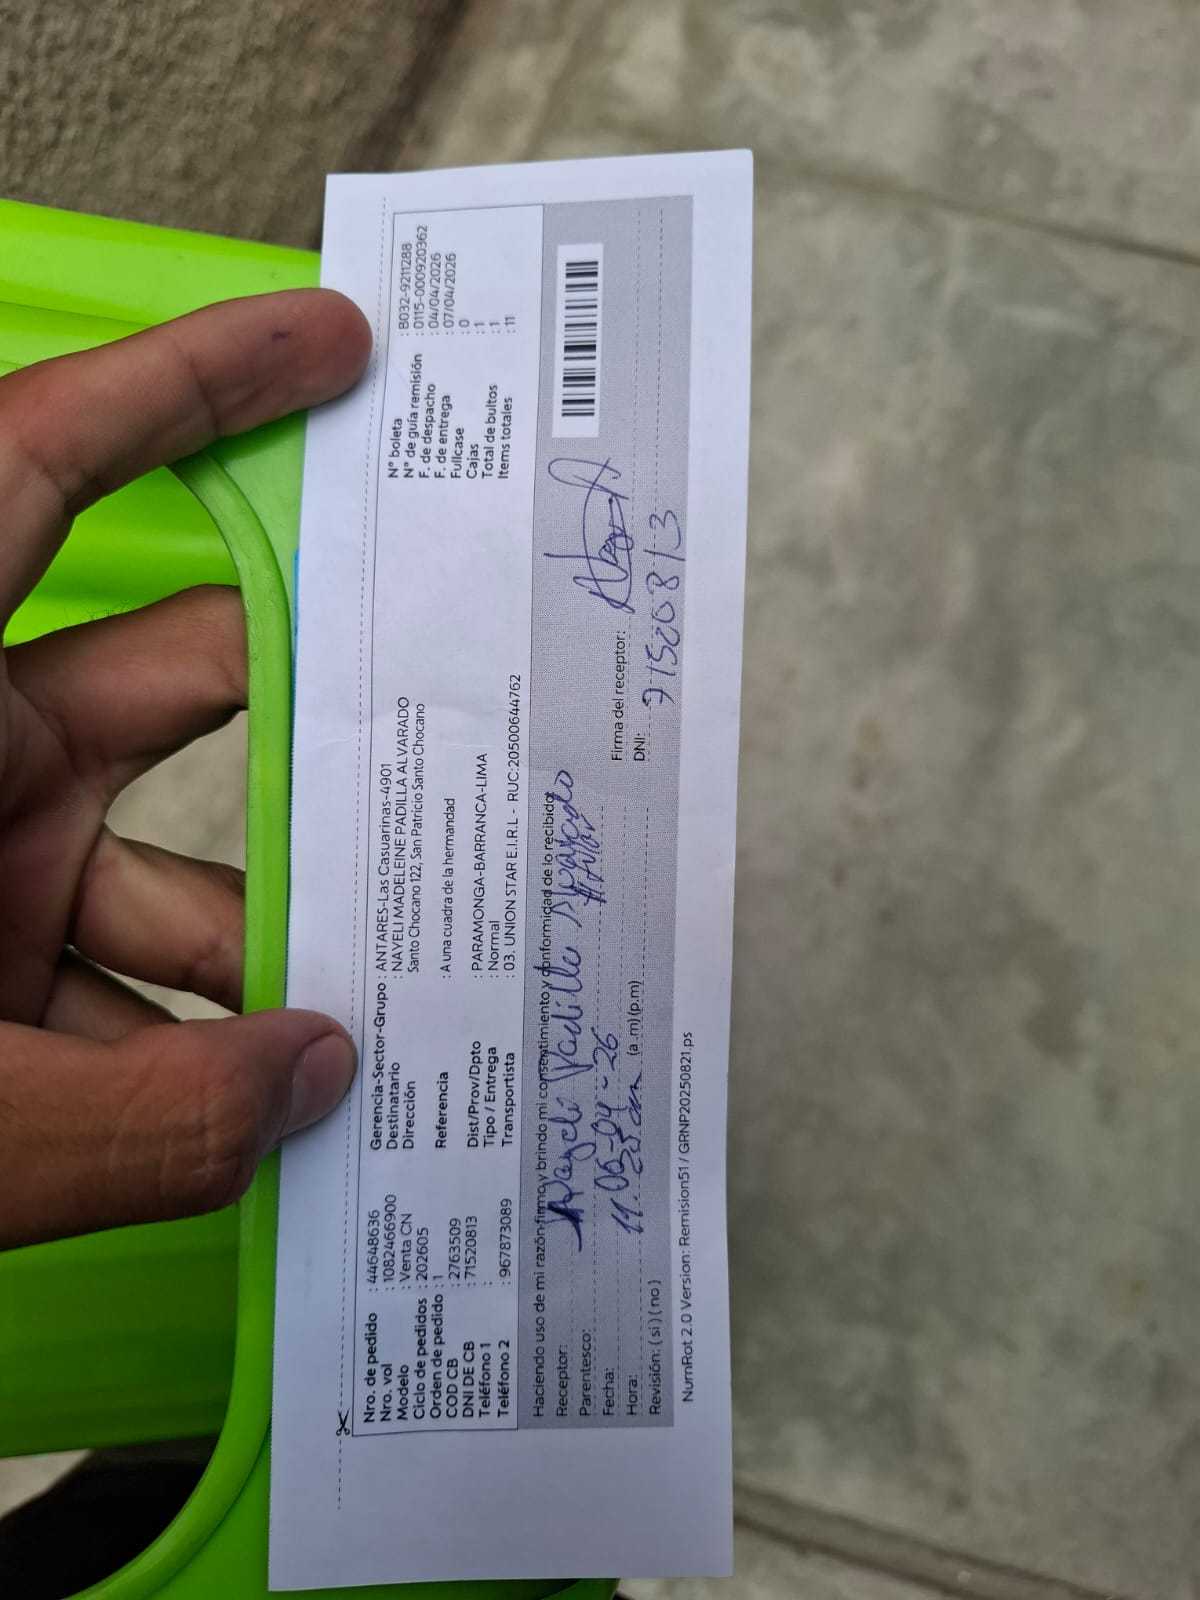 Nro. de pedido : 44648636
Nro. vol : 1082466900
Modelo : Venta CN
Ciclo de pedidos : 202605
Orden de pedido : 1
COD CB : 2763509
DNI DE CB : 71520813
Teléfono 1 :
Teléfono 2 : 967873089
Gerencia-Sector-Grupo : ANTARES-Las Casuarinas-4901
Destinatario : NAYELI MADELEINE PADILLA ALVARADO
Dirección : Santo Chocano 122, San Patricio Santo Chocano
Referencia : A una cuadra de la hermandad
Dist/Prov/Dpto : PARAMONGA-BARRANCA-LIMA
Tipo / Entrega : Normal
Transportista : 03. UNION STAR E.I.R.L - RUC:20500644762
N° boleta : B032-9211288
N° de guía remisión : 0115-000920362
F. de despacho : 04/04/2026
F. de entrega : 07/04/2026
Fullcase : 0
Cajas : 1
Total de bultos : 1
Items totales : 11
Haciendo uso de mi razón firmo y brindo mi consentimiento y conformidad de lo recibido:
Receptor: Padilla
Parentesco: titular
Fecha: -04-26
Hora: 11: (a .m)(p.m)
Revisión: ( si ) ( no )
Firma del receptor:
DNI: 71520813
NumRot 2.0 Version: Remision51 / GRNP20250821.ps